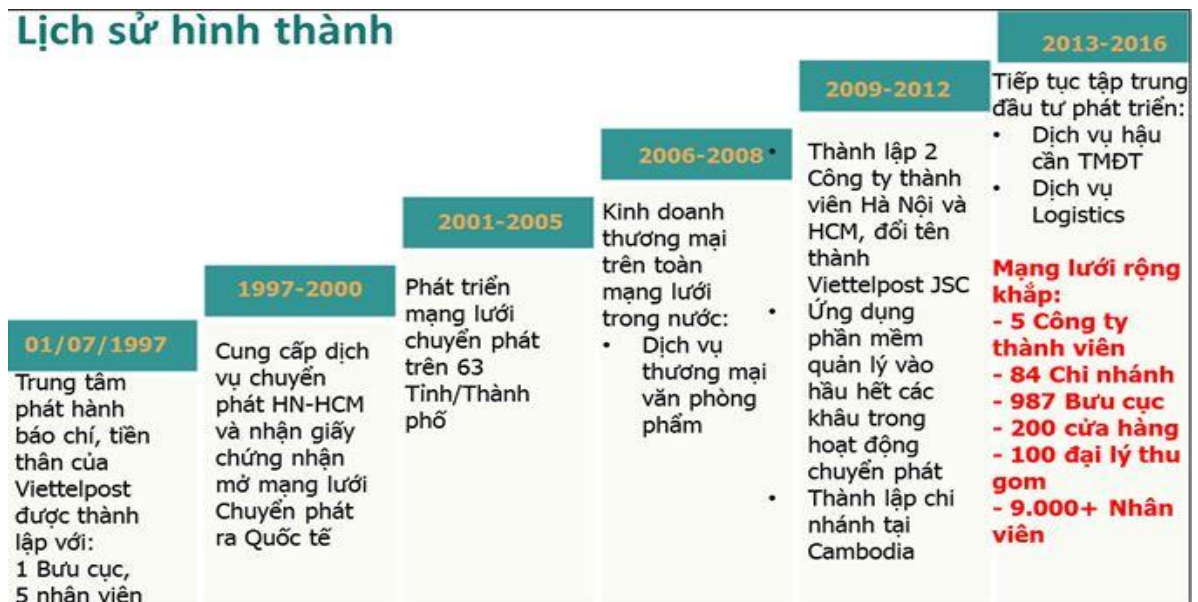 Lịch sử hình thành
01/07/1997
Trung tâm
phát hành
báo chí, tiền
thân của
Viettelpost
được thành
lập với:
1 Bưu cục,
5 nhân viên
1997-2000
Cung cấp dịch
vụ chuyển
phát HN-HCM
và nhận giấy
chứng nhận
mở mạng lưới
Chuyển phát
ra Quốc tế
2001-2005
Phát triển
mạng lưới
chuyển phát
trên 63
Tỉnh/Thành
phố
2006-2008
Kinh doanh
thương mại
trên toàn
mạng lưới
trong nước:
• Dịch vụ
thương mại
văn phòng
phẩm
2009-2012
• Thành lập 2
Công ty thành
viên Hà Nội và
HCM, đổi tên
thành
Viettelpost JSC
• Ứng dụng
phần mềm
quản lý vào
hầu hết các
khâu trong
hoạt động
chuyển phát
• Thành lập chi
nhánh tại
Cambodia
2013-2016
Tiếp tục tập trung
đầu tư phát triển:
• Dịch vụ hậu
cần TMĐT
• Dịch vụ
Logistics
Mạng lưới rộng
khắp:
- 5 Công ty
thành viên
- 84 Chi nhánh
- 987 Bưu cục
- 200 cửa hàng
- 100 đại lý thu
gom
- 9.000+ Nhân
viên